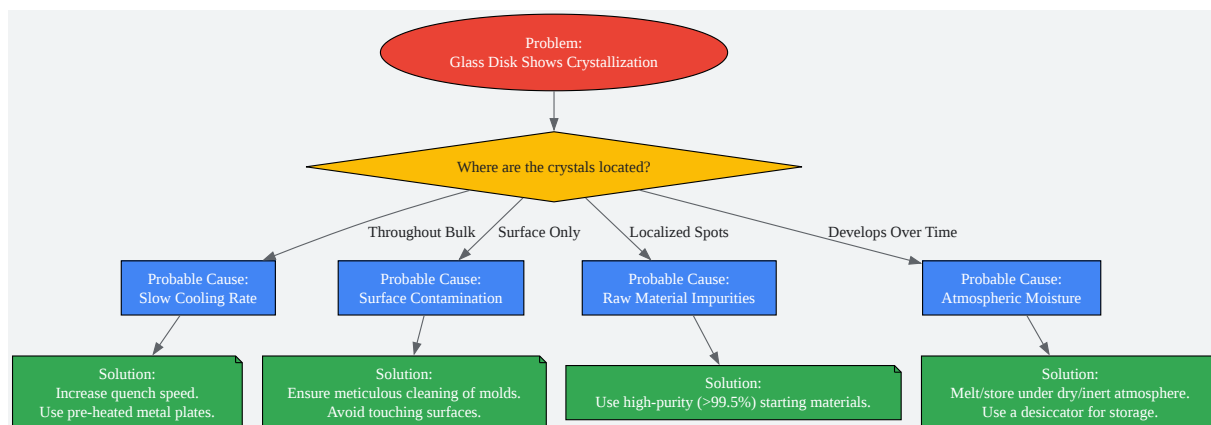 Problem:
Glass Disk Shows Crystallization
Where are the crystals located?
Throughout Bulk
Surface Only
Localized Spots
Develops Over Time
Probable Cause:
Slow Cooling Rate
Probable Cause:
Surface Contamination
Probable Cause:
Raw Material Impurities
Probable Cause:
Atmospheric Moisture
Solution:
Increase quench speed.
Use pre-heated metal plates.
Solution:
Ensure meticulous cleaning of molds.
Avoid touching surfaces.
Solution:
Use high-purity (>99.5%) starting materials.
Solution:
Melt/store under dry/inert atmosphere.
Use a desiccator for storage.